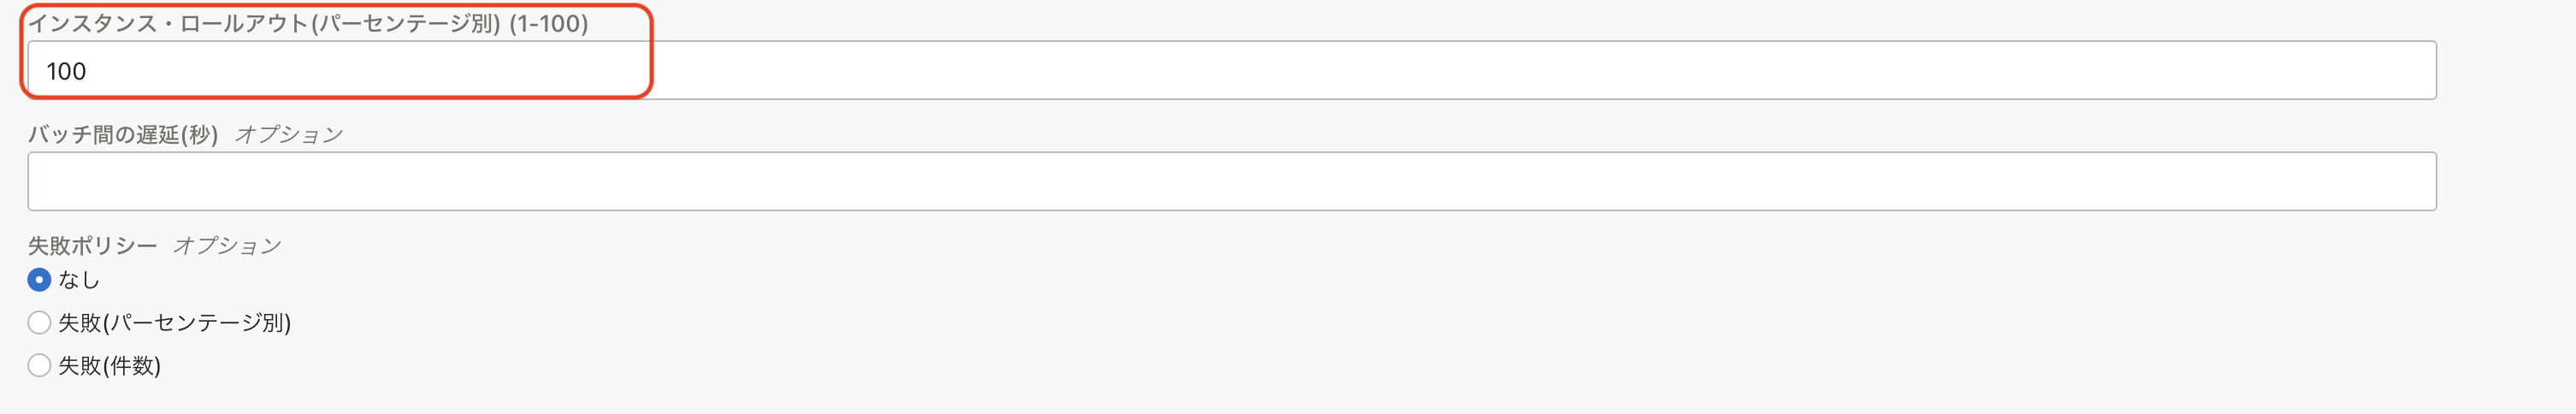 インスタンス・ロールアウト(パーセンテージ別) (1-100)
100
バッチ間の遅延(秒) オプション
失敗ポリシー オプション
なし
失敗(パーセンテージ別)
失敗(件数)